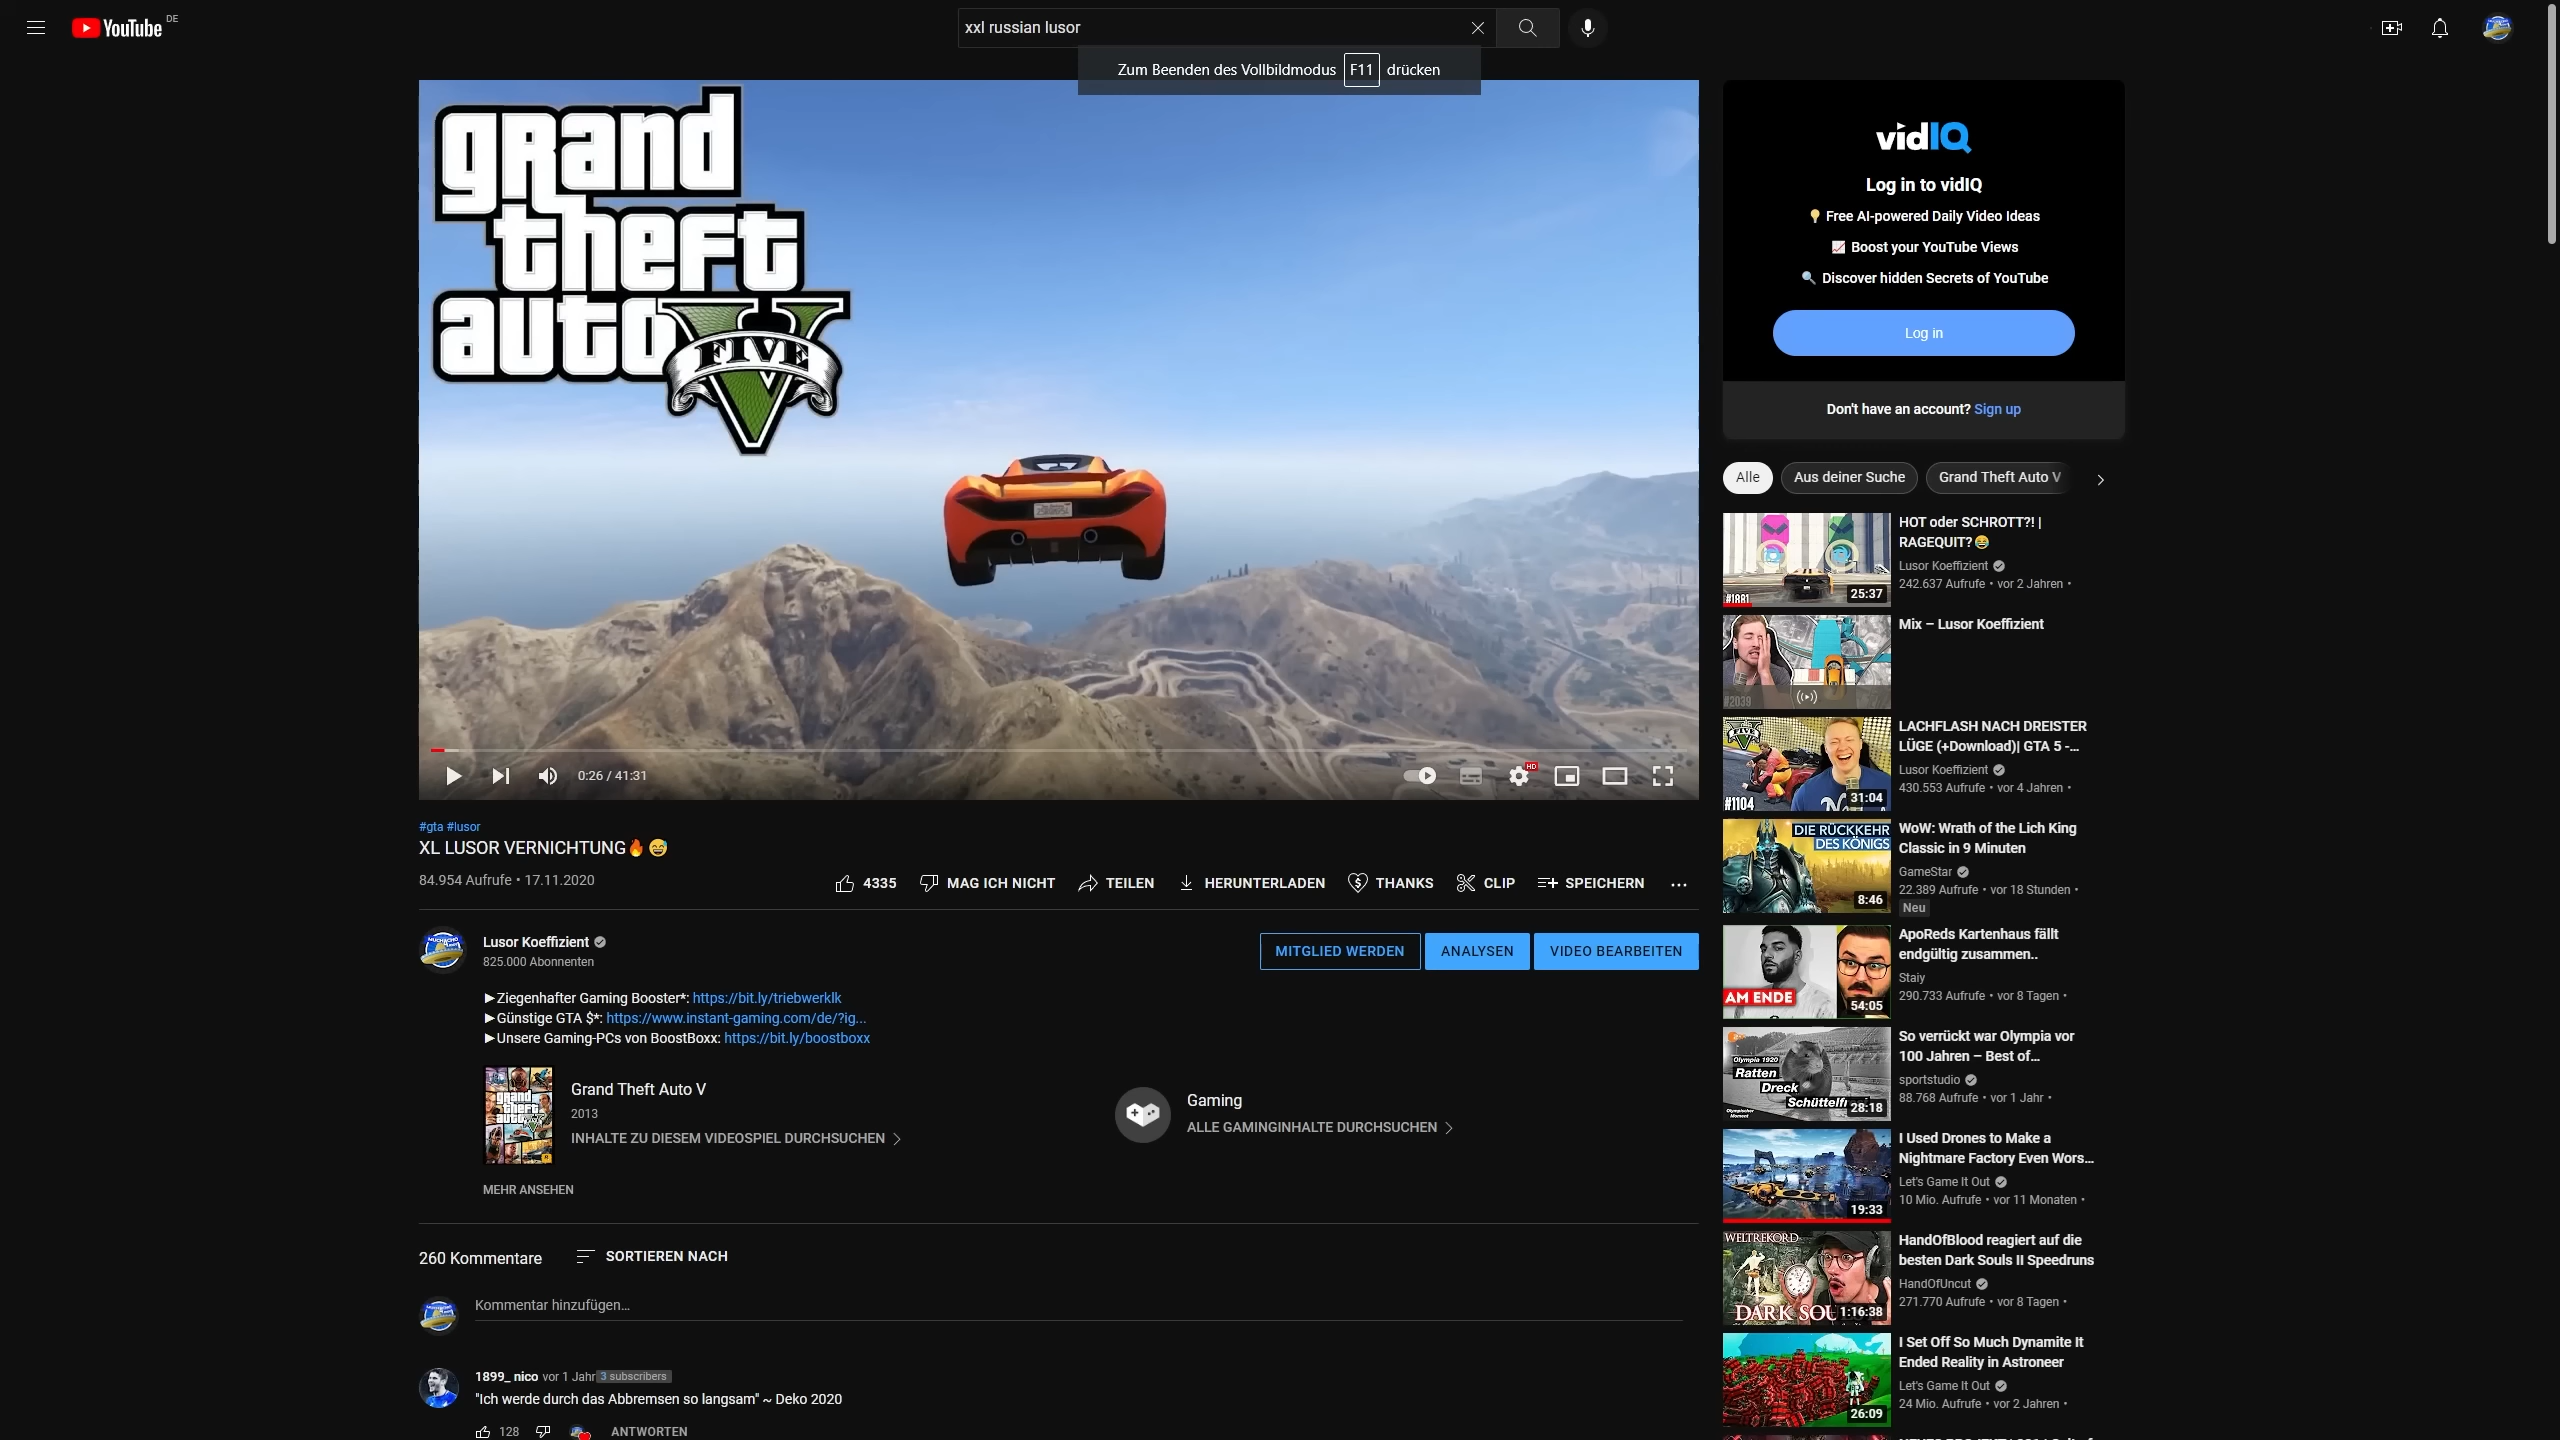 YouTube DE
xxl russian lusor
Zum Beenden des Vollbildmodus F11 drücken
grand
theft
auto V
FIVE
0:26 / 41:31
HD
#gta #lusor
XL LUSOR VERNICHTUNG🔥😅
84.954 Aufrufe • 17.11.2020
4335 MAG ICH NICHT TEILEN HERUNTERLADEN THANKS CLIP SPEICHERN ...
Lusor Koeffizient
825.000 Abonnenten
MITGLIED WERDEN ANALYSEN VIDEO BEARBEITEN
►Ziegenhafter Gaming Booster*: https://bit.ly/triebwerklk
►Günstige GTA $*: https://www.instant-gaming.com/de/?ig...
►Unsere Gaming-PCs von BoostBoxx: https://bit.ly/boostboxx
grand
theft
auto
Grand Theft Auto V
2013
INHALTE ZU DIESEM VIDEOSPIEL DURCHSUCHEN
Gaming
ALLE GAMINGINHALTE DURCHSUCHEN
MEHR ANSEHEN
260 Kommentare SORTIEREN NACH
Kommentar hinzufügen...
1899_ nico vor 1 Jahr 3 subscribers
"Ich werde durch das Abbremsen so langsam" ~ Deko 2020
128 ANTWORTEN
vidIQ
Log in to vidIQ
💡 Free AI-powered Daily Video Ideas
📈 Boost your YouTube Views
🔍 Discover hidden Secrets of YouTube
Log in
Don't have an account? Sign up
Alle Aus deiner Suche Grand Theft Auto V
#1881
25:37
HOT oder SCHROTT?! |
RAGEQUIT?😂
Lusor Koeffizient
242.637 Aufrufe • vor 2 Jahren •
#2039
Mix – Lusor Koeffizient
#1104
31:04
LACHFLASH NACH DREISTER
LÜGE (+Download)| GTA 5 -...
Lusor Koeffizient
430.553 Aufrufe • vor 4 Jahren •
DIE RÜCKKEHR
DES KÖNIGS
8:46
WoW: Wrath of the Lich King
Classic in 9 Minuten
GameStar
22.389 Aufrufe • vor 18 Stunden •
Neu
AM ENDE
54:05
ApoReds Kartenhaus fällt
endgültig zusammen..
Staiy
290.733 Aufrufe • vor 8 Tagen •
Olympia 1920
Ratten
Dreck
Schüttelfr
Olympischer
Moment
28:18
So verrückt war Olympia vor
100 Jahren – Best of...
sportstudio
88.768 Aufrufe • vor 1 Jahr •
19:33
I Used Drones to Make a
Nightmare Factory Even Wors...
Let's Game It Out
10 Mio. Aufrufe • vor 11 Monaten •
WELTREKORD
DARK SOU
1:16:38
HandOfBlood reagiert auf die
besten Dark Souls II Speedruns
HandOfUncut
271.770 Aufrufe • vor 8 Tagen •
26:09
I Set Off So Much Dynamite It
Ended Reality in Astroneer
Let's Game It Out
24 Mio. Aufrufe • vor 2 Jahren •